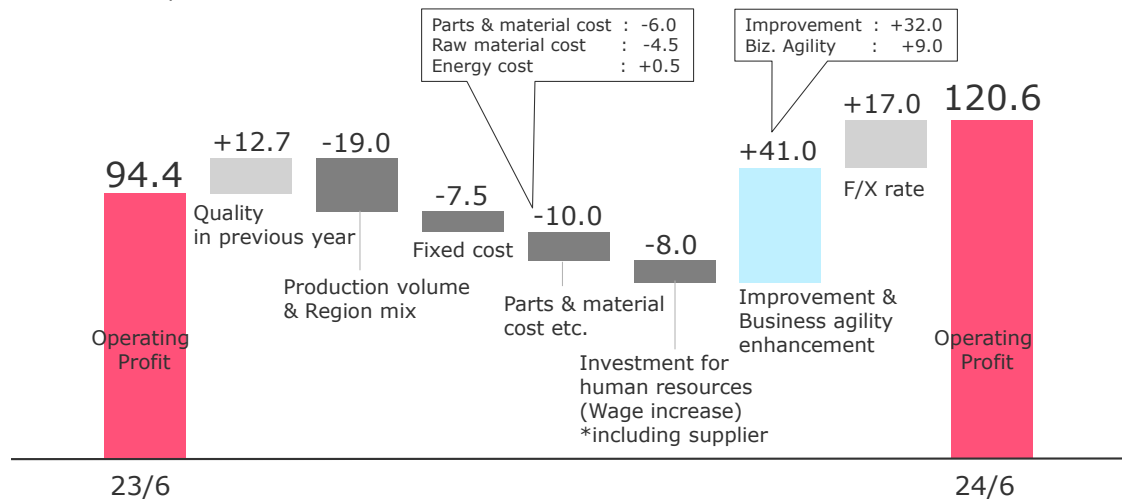 Parts & material cost : -6.0
Raw material cost : -4.5
Energy cost : +0.5
Improvement : +32.0
Biz. Agility : +9.0
94.4
+12.7
-19.0
-7.5
-10.0
-8.0
+41.0
+17.0
120.6
Quality
in previous year
Production volume
& Region mix
Fixed cost
Parts & material
cost etc.
Investment for
human resources
(Wage increase)
*including supplier
Improvement &
Business agility
enhancement
F/X rate
Operating
Profit
Operating
Profit
23/6
24/6